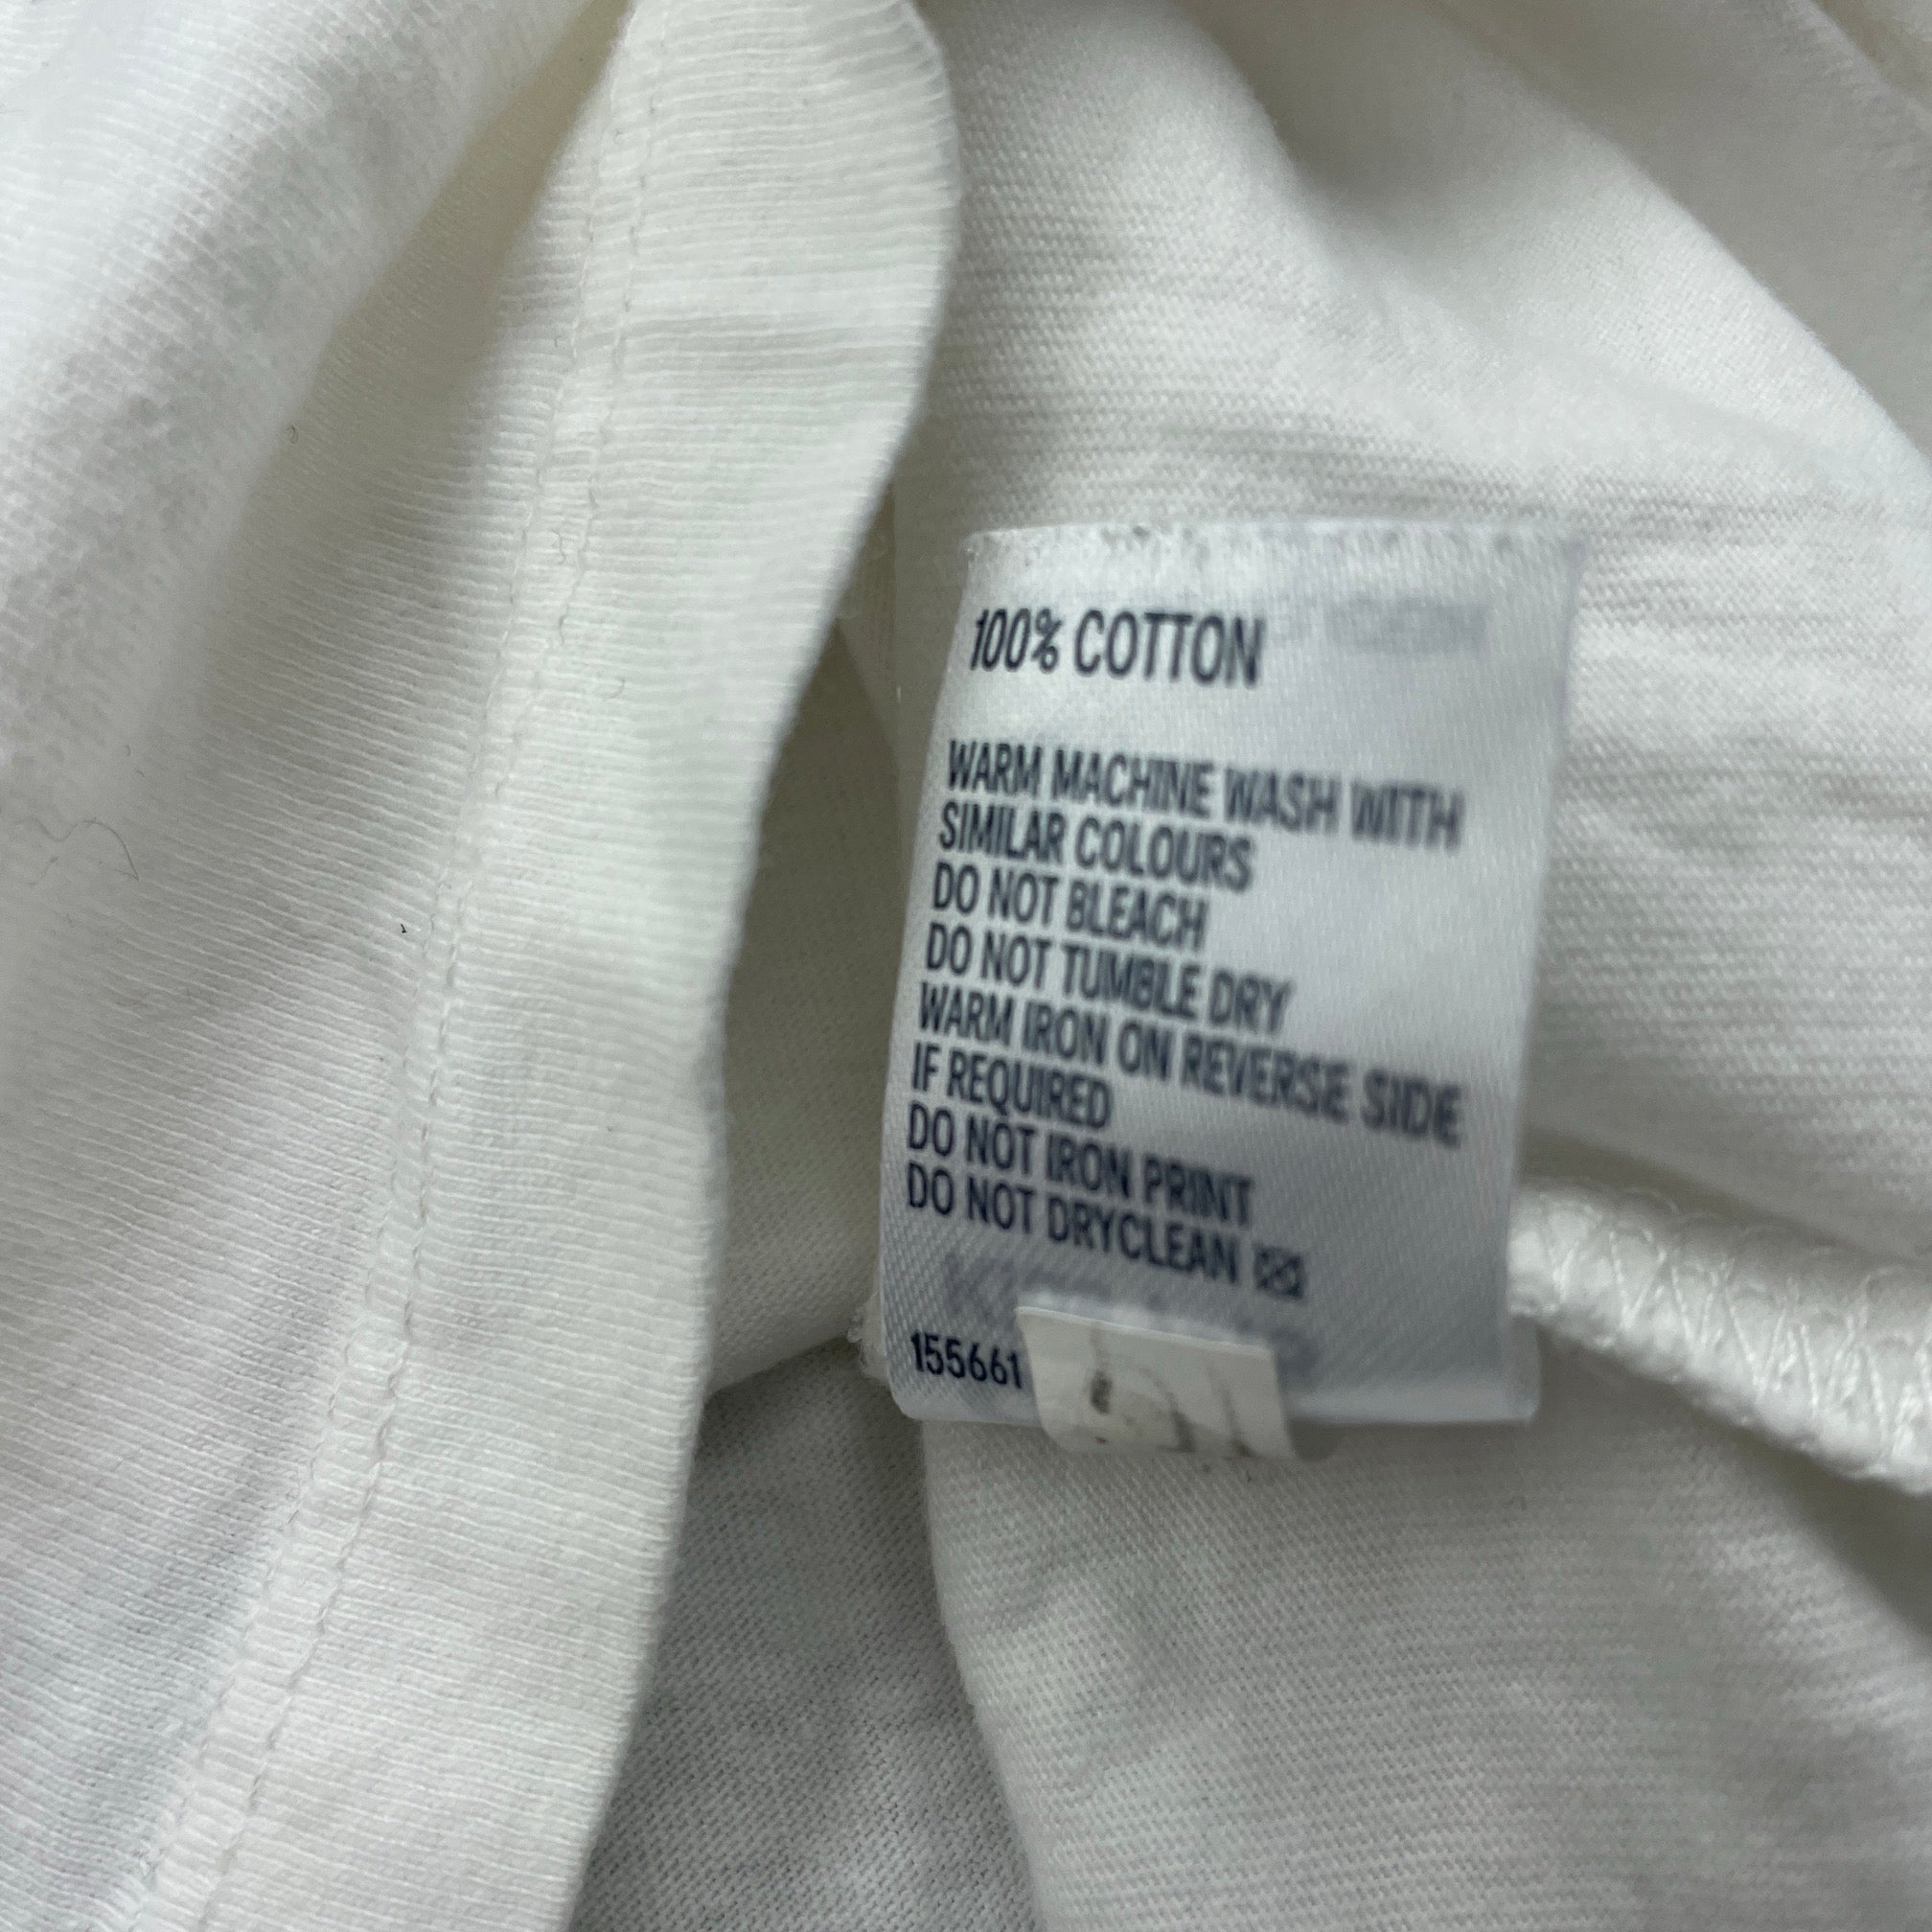 100% COTTON
WARM MACHINE WASH WITH
SIMILAR COLOURS
DO NOT BLEACH
DO NOT TUMBLE DRY
WARM IRON ON REVERSE SIDE
IF REQUIRED
DO NOT IRON PRINT
DO NOT DRYCLEAN
155661